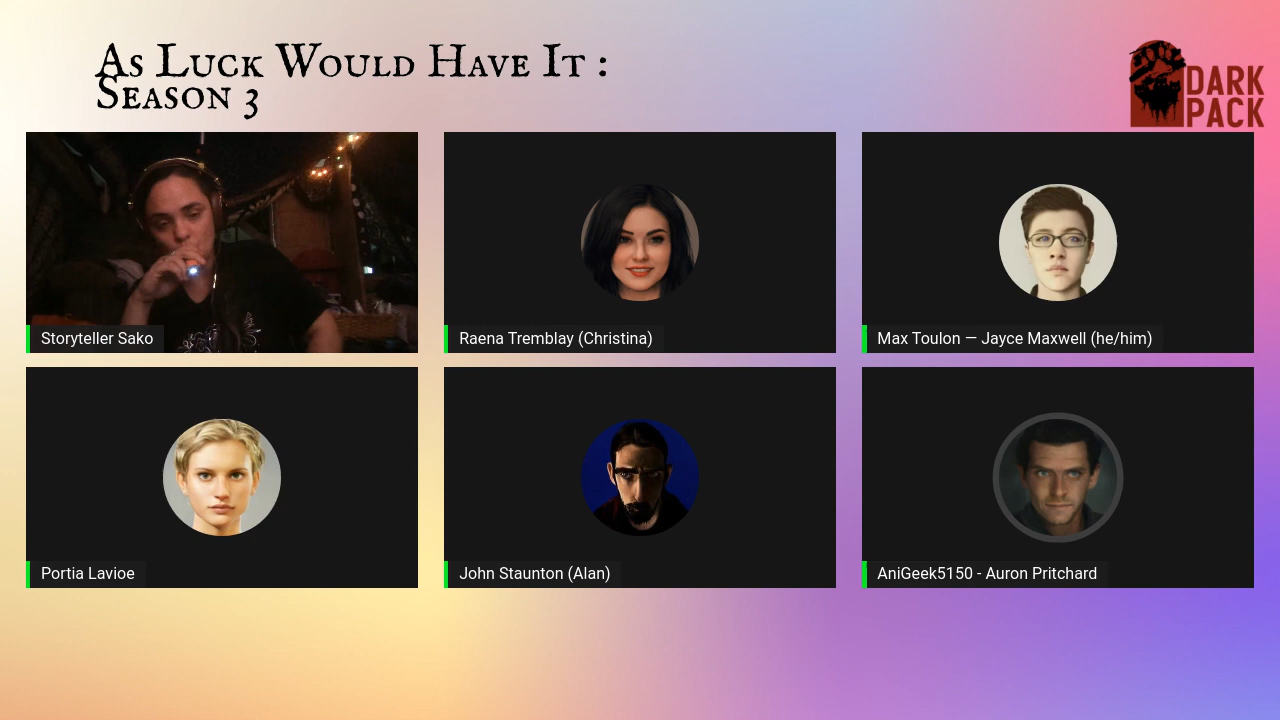 As Luck Would Have It :
Season 3
DARK
PACK
Storyteller Sako
Raena Tremblay (Christina)
Max Toulon — Jayce Maxwell (he/him)
Portia Lavioe
John Staunton (Alan)
AniGeek5150 - Auron Pritchard